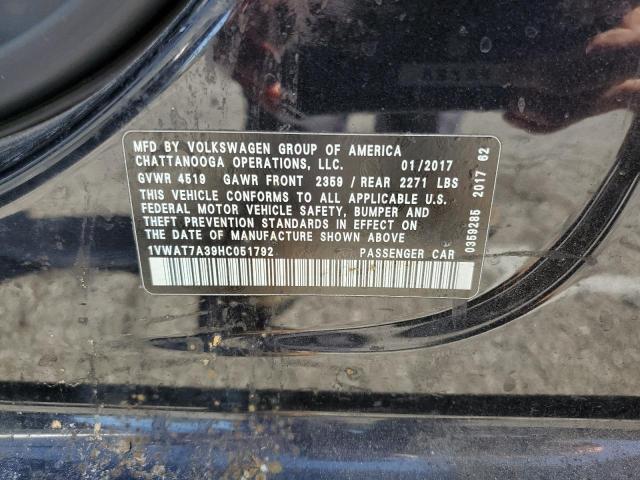 MFD BY VOLKSWAGEN GROUP OF AMERICA
CHATTANOOGA OPERATIONS, LLC. 01/2017
GVWR 4519 GAWR FRONT 2359 / REAR 2271 LBS
THIS VEHICLE CONFORMS TO ALL APPLICABLE U.S.
FEDERAL MOTOR VEHICLE SAFETY, BUMPER AND
THEFT PREVENTION STANDARDS IN EFFECT ON
THE DATE OF MANUFACTURE SHOWN ABOVE
1VWAT7A39HC051792 PASSENGER CAR
0359285 2017 62